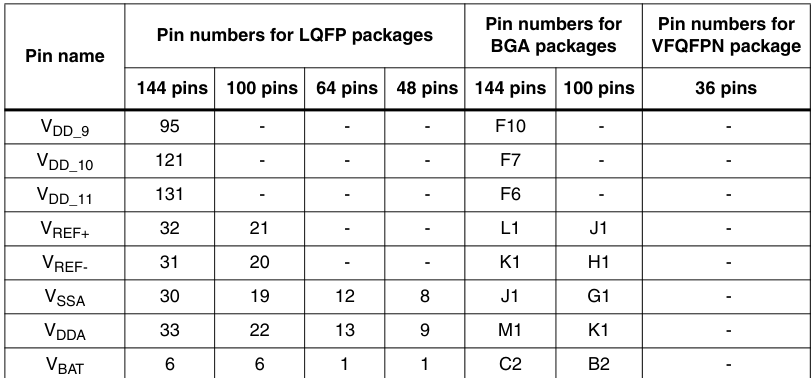 Pin name Pin numbers for LQFP packages Pin numbers for BGA packages Pin numbers for VFQFPN package
144 pins 100 pins 64 pins 48 pins 144 pins 100 pins 36 pins
VDD_9 95 - - - F10 - -
VDD_10 121 - - - F7 - -
VDD_11 131 - - - F6 - -
VREF+ 32 21 - - L1 J1 -
VREF- 31 20 - - K1 H1 -
VSSA 30 19 12 8 J1 G1 -
VDDA 33 22 13 9 M1 K1 -
VBAT 6 6 1 1 C2 B2 -